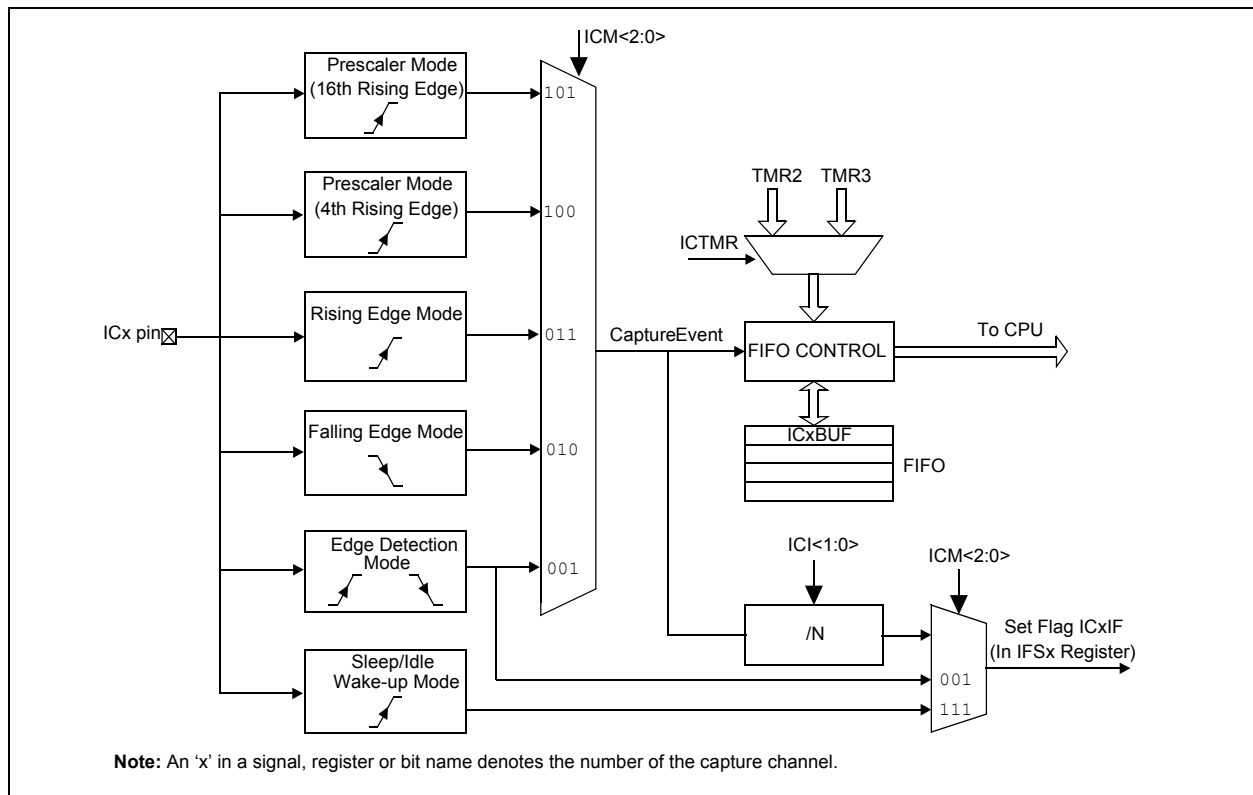 ICM<2:0>
Prescaler Mode
(16th Rising Edge)
101
Prescaler Mode
(4th Rising Edge)
100
TMR2
TMR3
ICTMR
ICx pin
Rising Edge Mode
011
CaptureEvent
FIFO CONTROL
To CPU
Falling Edge Mode
010
ICxBUF
FIFO
Edge Detection
Mode
001
ICI<1:0>
ICM<2:0>
/N
Set Flag ICxIF
(In IFSx Register)
Sleep/Idle
Wake-up Mode
001
111
Note: An ‘x’ in a signal, register or bit name denotes the number of the capture channel.